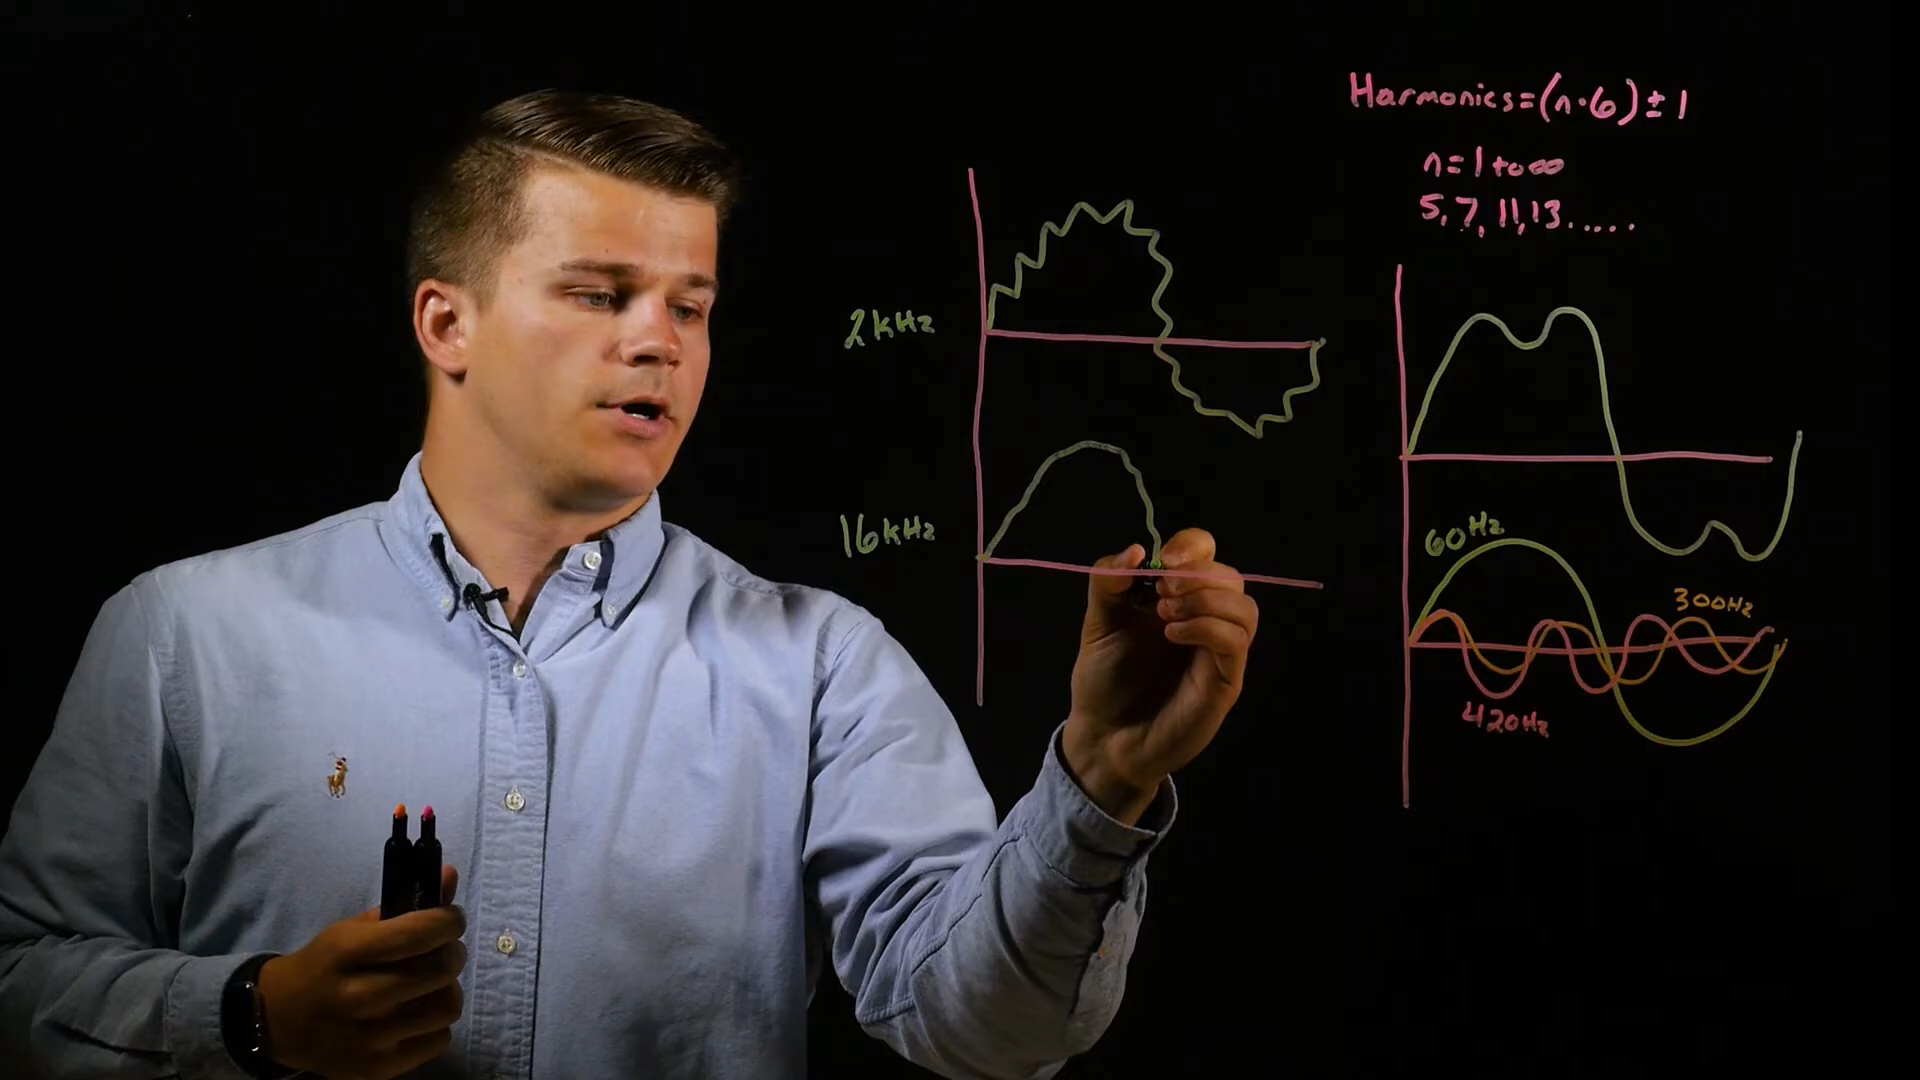 Harmonics=(n·6)±1
n=1 to ∞
5,7,11,13.....
2kHz
16kHz
60Hz
300Hz
420Hz